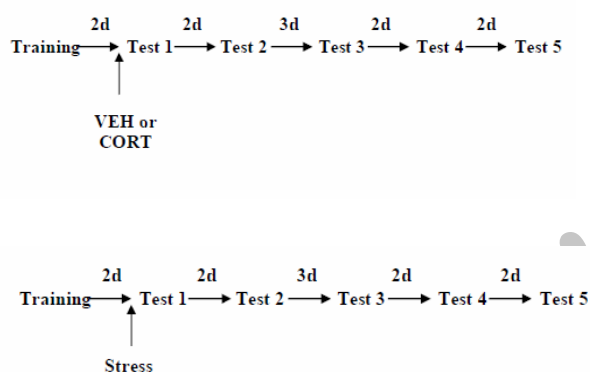 2d 2d 3d 2d 2d
Training Test 1 Test 2 Test 3 Test 4 Test 5
VEH or
CORT
2d 2d 3d 2d 2d
Training Test 1 Test 2 Test 3 Test 4 Test 5
Stress